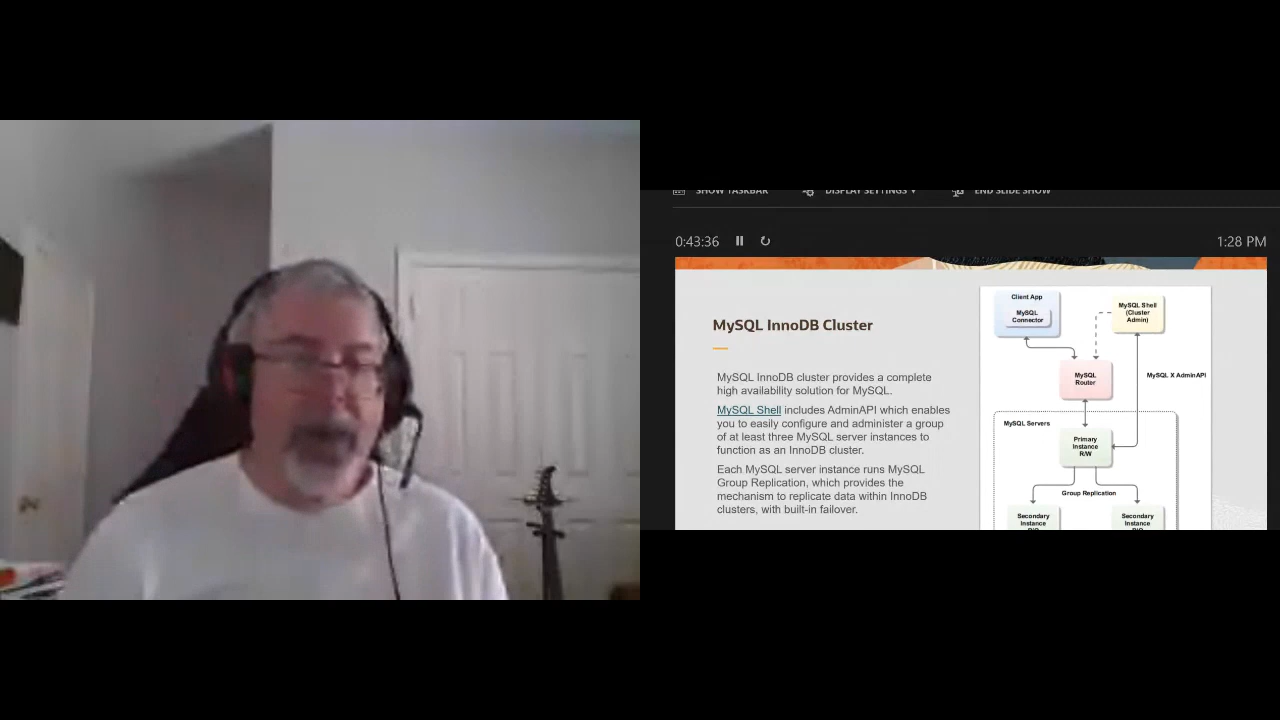 SHOW TASKBAR
DISPLAY SETTINGS ▾
END SLIDE SHOW
0:43:36
1:28 PM
MySQL InnoDB Cluster
MySQL InnoDB cluster provides a complete
high availability solution for MySQL.
MySQL Shell includes AdminAPI which enables
you to easily configure and administer a group
of at least three MySQL server instances to
function as an InnoDB cluster.
Each MySQL server instance runs MySQL
Group Replication, which provides the
mechanism to replicate data within InnoDB
clusters, with built-in failover.
Client App
MySQL
Connector
MySQL Shell
(Cluster
Admin)
MySQL
Router
MySQL X AdminAPI
MySQL Servers
Primary
Instance
R/W
Group Replication
Secondary
Instance
Secondary
Instance